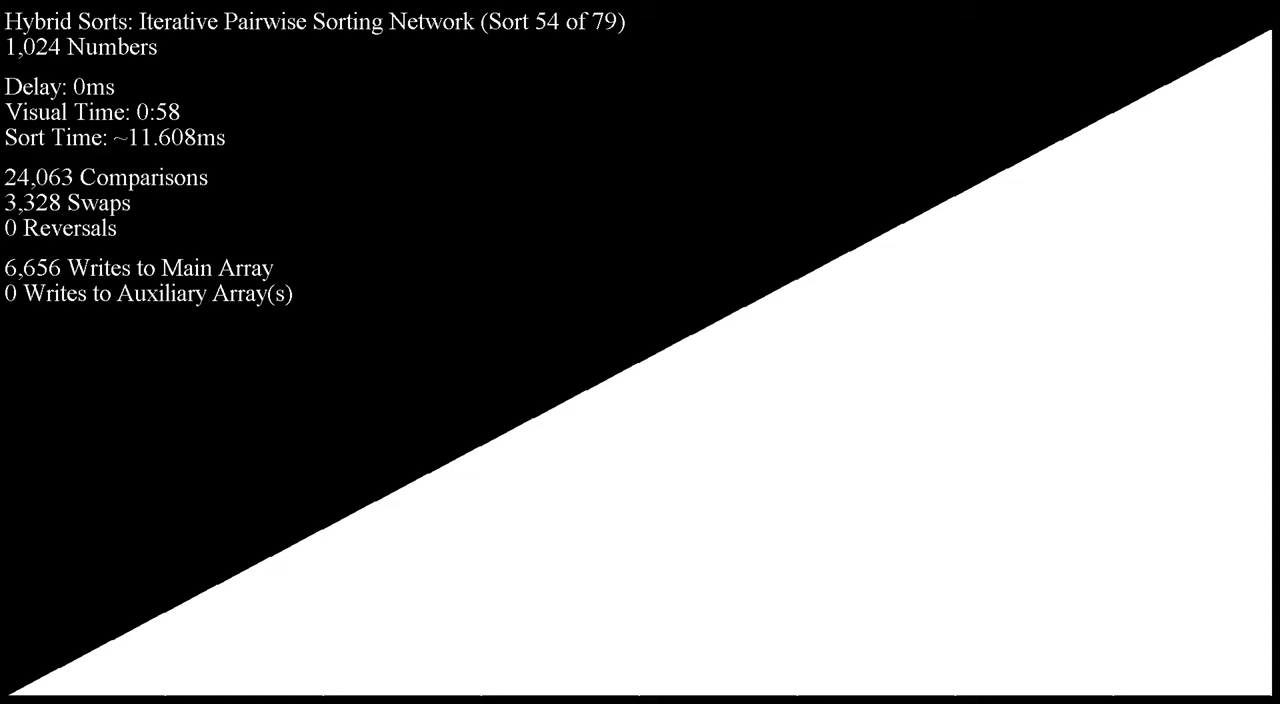 Hybrid Sorts: Iterative Pairwise Sorting Network (Sort 54 of 79)
1,024 Numbers
Delay: 0ms
Visual Time: 0:58
Sort Time: ~11.608ms
24,063 Comparisons
3,328 Swaps
0 Reversals
6,656 Writes to Main Array
0 Writes to Auxiliary Array(s)